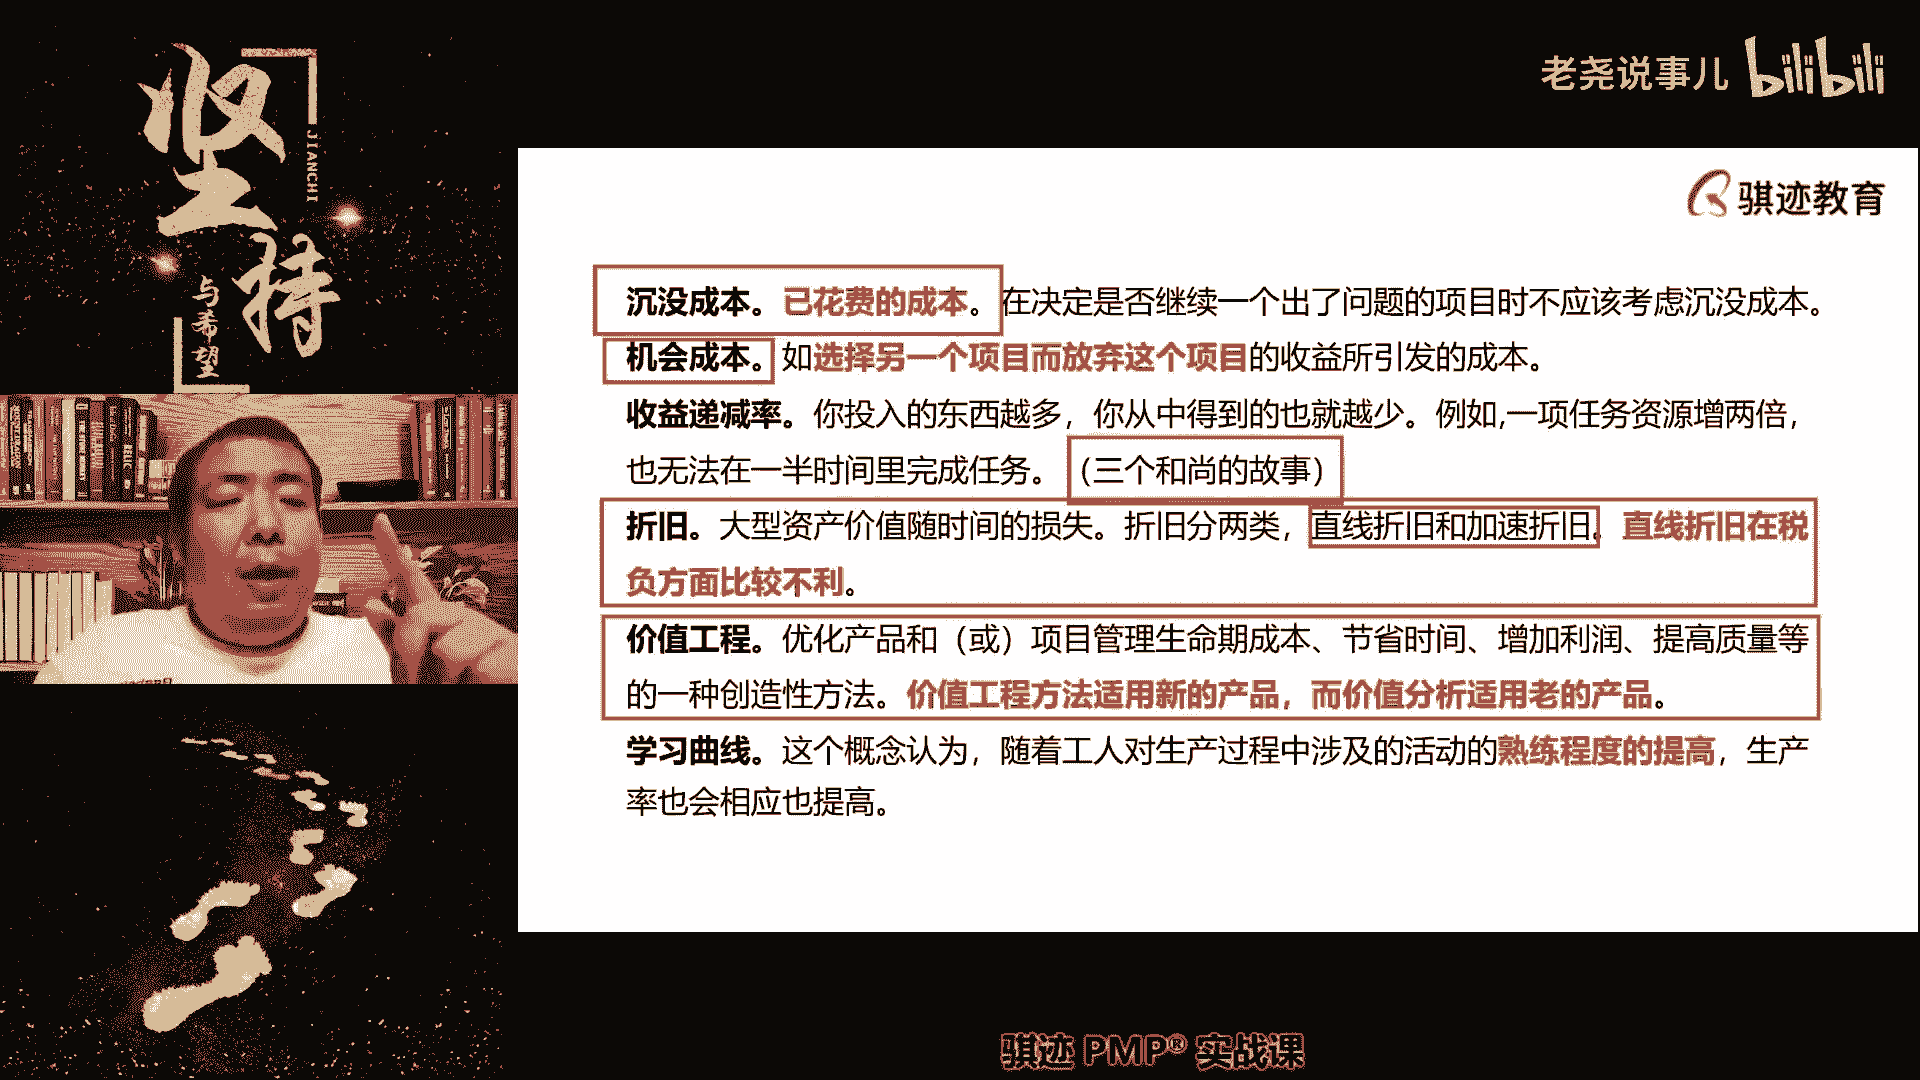 坚持
JIANCHI
与希望
老尧说事儿 bilibili
骐迹教育
沉没成本。已花费的成本。在决定是否继续一个出了问题的项目时不应该考虑沉没成本。
机会成本。如选择另一个项目而放弃这个项目的收益所引发的成本。
收益递减率。你投入的东西越多，你从中得到的也就越少。例如,一项任务资源增两倍，
也无法在一半时间里完成任务。（三个和尚的故事）
折旧。大型资产价值随时间的损失。折旧分两类，直线折旧和加速折旧。直线折旧在税
负方面比较不利。
价值工程。优化产品和（或）项目管理生命期成本、节省时间、增加利润、提高质量等
的一种创造性方法。价值工程方法适用新的产品，而价值分析适用老的产品。
学习曲线。这个概念认为，随着工人对生产过程中涉及的活动的熟练程度的提高，生产
率也会相应也提高。
骐迹 PMP® 实战课